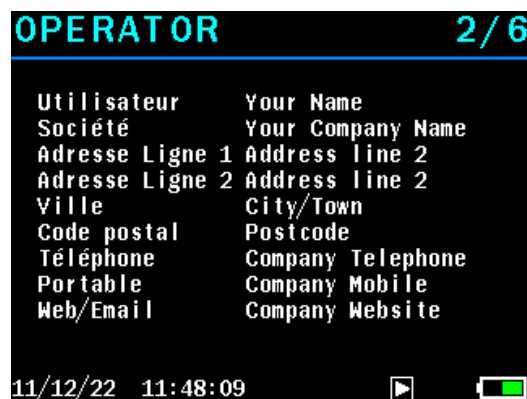 OPERATOR 2/6
Utilisateur Your Name
Société Your Company Name
Adresse Ligne 1 Address line 2
Adresse Ligne 2 Address line 2
Ville City/Town
Code postal Postcode
Téléphone Company Telephone
Portable Company Mobile
Web/Email Company Website
11/12/22 11:48:09